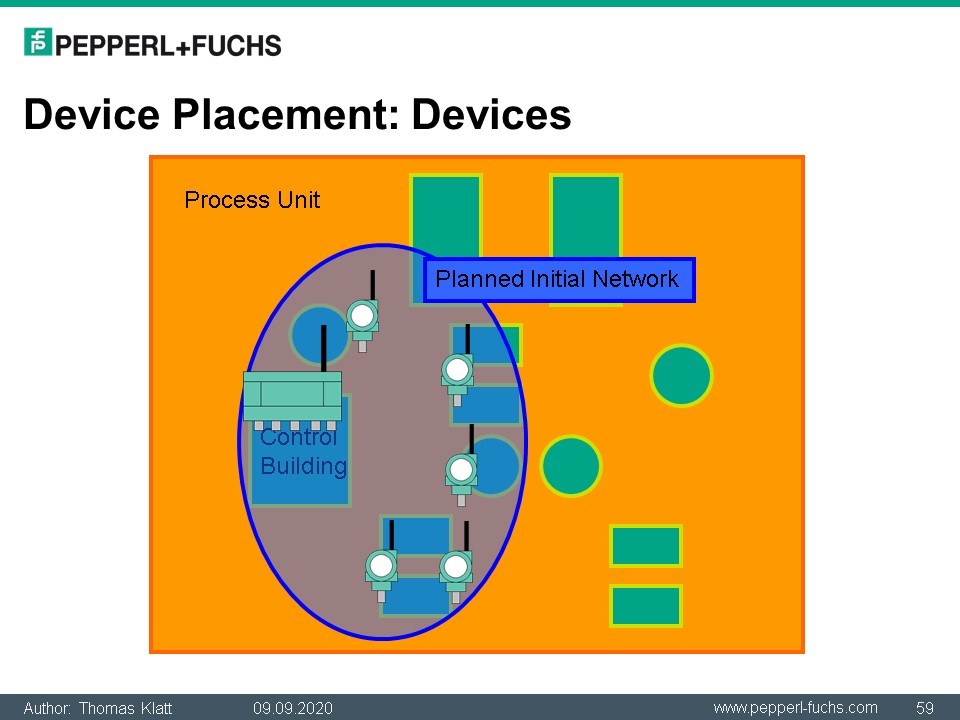 PEPPERL+FUCHS
Device Placement: Devices
Process Unit
Planned Initial Network
Control
Building
Author: Thomas Klatt 09.09.2020 www.pepperl-fuchs.com 59